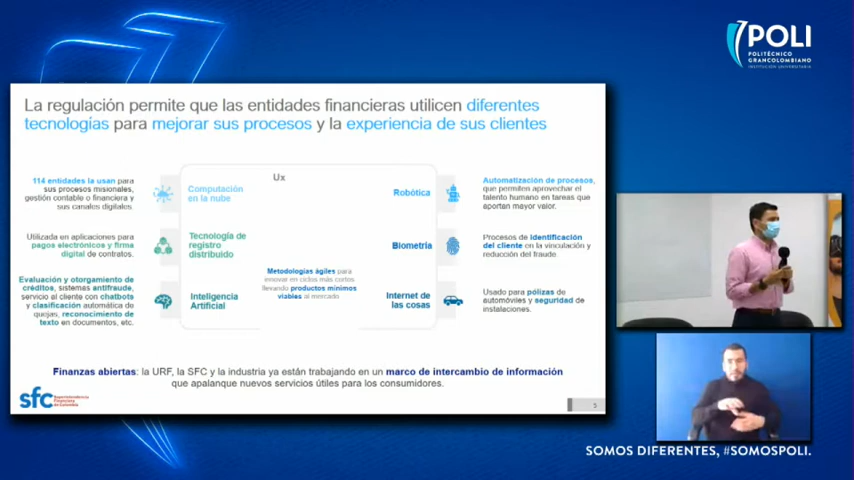 POLI
POLITÉCNICO
GRANCOLOMBIANO
INSTITUCIÓN UNIVERSITARIA
La regulación permite que las entidades financieras utilicen diferentes
tecnologías para mejorar sus procesos y la experiencia de sus clientes
114 entidades la usan para
sus procesos misionales,
gestión contable o financiera y
sus canales digitales.
Computación
en la nube
Utilizada en aplicaciones para
pagos electrónicos y firma
digital de contratos.
Tecnología de
registro
distribuido
Evaluación y otorgamiento de
créditos, sistemas antifraude,
servicio al cliente con chatbots
y clasificación automática de
quejas, reconocimiento de
texto en documentos, etc.
Inteligencia
Artificial
Ux
Metodologías ágiles para
innovar en ciclos más cortos
llevando productos mínimos
viables al mercado
Robótica
Automatización de procesos,
que permiten aprovechar el
talento humano en tareas que
aportan mayor valor.
Biometría
Procesos de identificación
del cliente en la vinculación y
reducción del fraude
Internet de
las cosas
Usado para pólizas de
automóviles y seguridad de
instalaciones.
Finanzas abiertas: la URF, la SFC y la industria ya están trabajando en un marco de intercambio de información
que apalanque nuevos servicios útiles para los consumidores.
sfc
Superintendencia
Financiera
de Colombia
5
SOMOS DIFERENTES, #SOMOSPOLI.